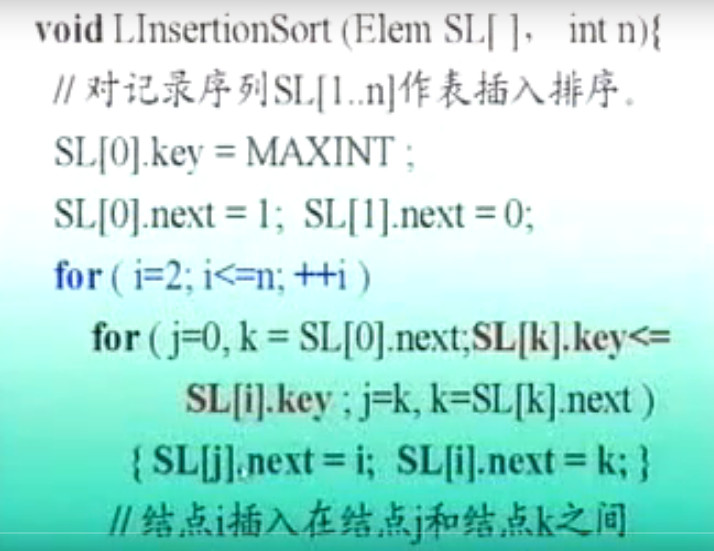 void LInsertionSort (Elem SL[ ], int n){
// 对记录序列SL[1..n]作表插入排序。
SL[0].key = MAXINT ;
SL[0].next = 1; SL[1].next = 0;
for ( i=2; i<=n; ++i )
for ( j=0, k = SL[0].next;SL[k].key<=
SL[i].key ; j=k, k=SL[k].next )
{ SL[j].next = i; SL[i].next = k; }
// 结点i插入在结点j和结点k之间